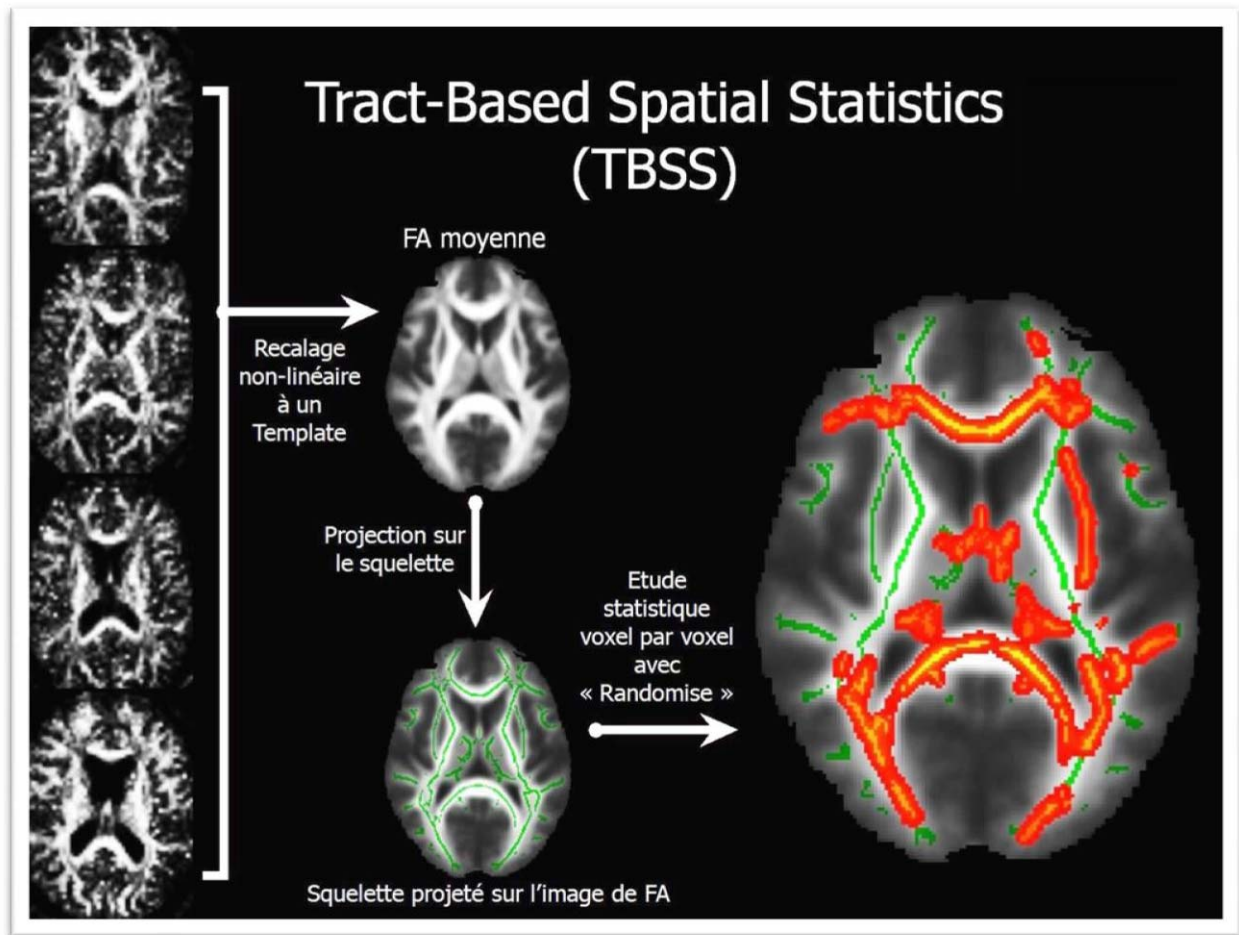 Tract-Based Spatial Statistics
(TBSS)
FA moyenne
Recalage
non-linéaire
à un
Template
Projection sur
le squelette
Etude
statistique
voxel par voxel
avec
« Randomise »
Squelette projeté sur l'image de FA